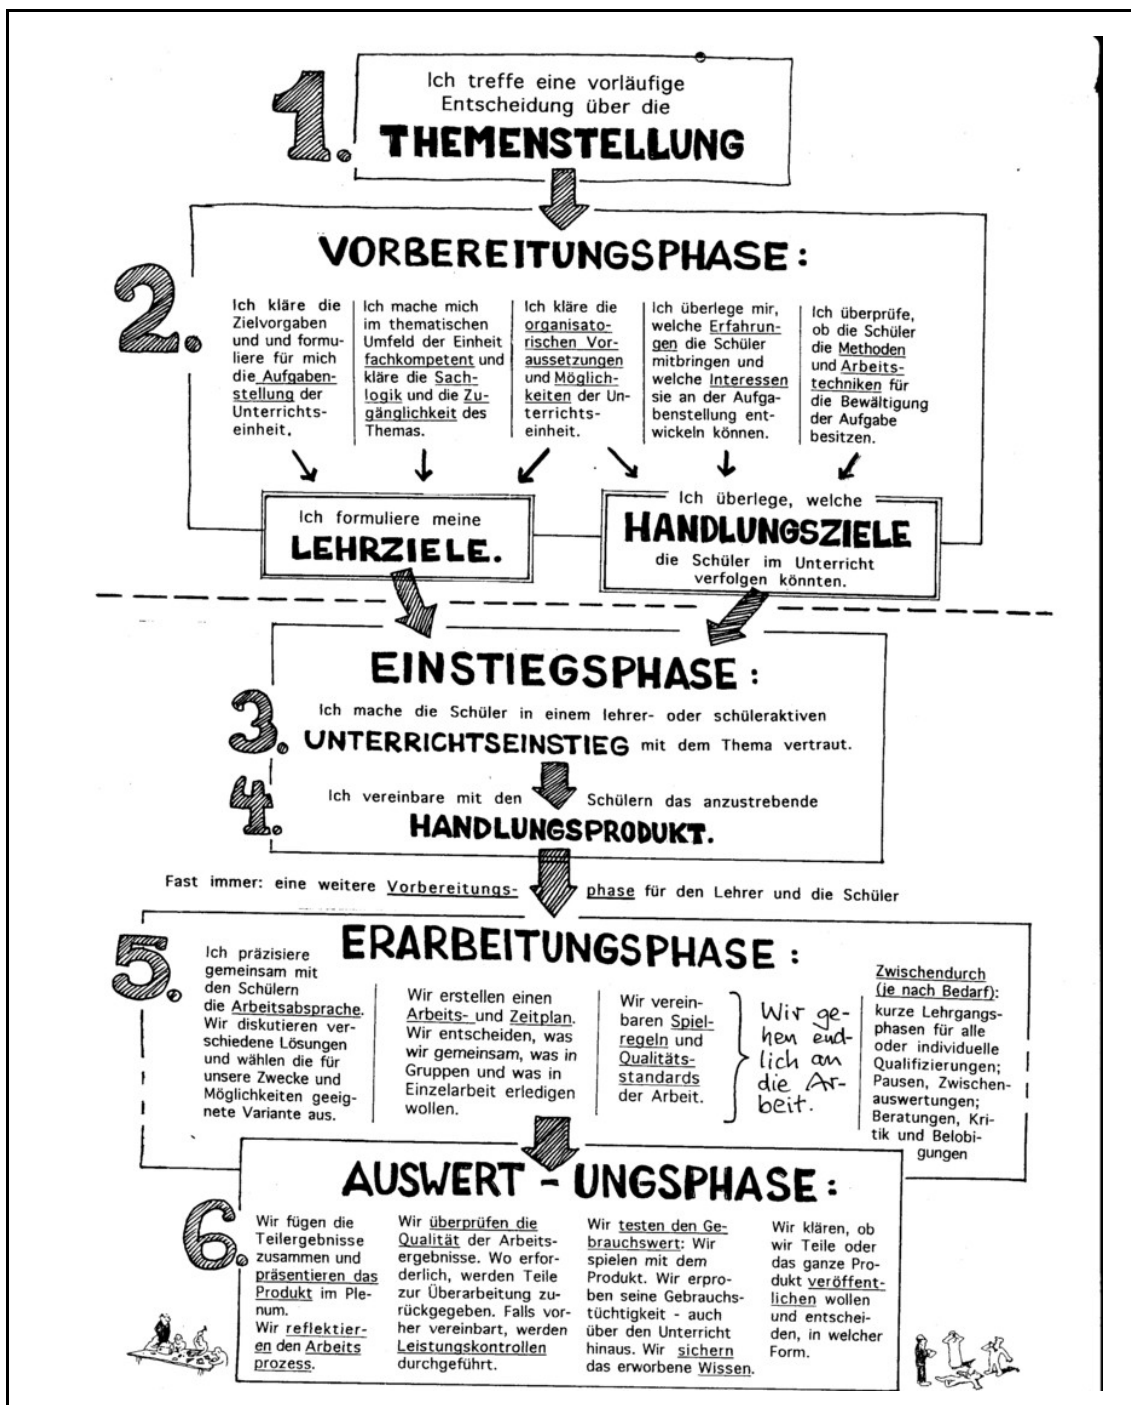 1.
Ich treffe eine vorläufige
Entscheidung über die
THEMENSTELLUNG
2.
VORBEREITUNGSPHASE:
Ich kläre die
Zielvorgaben
und und formu-
liere für mich
die Aufgaben-
stellung der
Unterrichts-
einheit.
Ich mache mich
im thematischen
Umfeld der Einheit
fachkompetent und
kläre die Sach-
logik und die Zu-
gänglichkeit des
Themas.
Ich kläre die
organisato-
rischen Vor-
aussetzungen
und Möglich-
keiten der Un-
terrichts-
einheit.
Ich überlege mir,
welche Erfahrun-
gen die Schüler
mitbringen und
welche Interessen
sie an der Aufga-
benstellung ent-
wickeln können.
Ich überprüfe,
ob die Schüler
die Methoden
und Arbeits-
techniken für
die Bewältigung
der Aufgabe
besitzen.
Ich formuliere meine
LEHRZIELE.
Ich überlege, welche
HANDLUNGSZIELE
die Schüler im Unterricht
verfolgen könnten.
EINSTIEGSPHASE:
3.
Ich mache die Schüler in einem lehrer- oder schüleraktiven
UNTERRICHTSEINSTIEG mit dem Thema vertraut.
4.
Ich vereinbare mit den Schülern das anzustrebende
HANDLUNGSPRODUKT.
Fast immer: eine weitere Vorbereitungs- phase für den Lehrer und die Schüler
5.
ERARBEITUNGSPHASE:
Ich präzisiere
gemeinsam mit
den Schülern
die Arbeitsabsprache.
Wir diskutieren ver-
schiedene Lösungen
und wählen die für
unsere Zwecke und
Möglichkeiten geeig-
nete Variante aus.
Wir erstellen einen
Arbeits- und Zeitplan.
Wir entscheiden, was
wir gemeinsam, was in
Gruppen und was in
Einzelarbeit erledigen
wollen.
Wir verein-
baren Spiel-
regeln und
Qualitäts-
standards
der Arbeit.
Wir ge-
hen end-
lich an
die Ar-
beit.
Zwischendurch
(je nach Bedarf):
kurze Lehrgangs-
phasen für alle
oder individuelle
Qualifizierungen;
Pausen, Zwischen-
auswertungen;
Beratungen, Kri-
tik und Belobi-
gungen
6.
AUSWERT - UNGSPHASE:
Wir fügen die
Teilergebnisse
zusammen und
präsentieren das
Produkt im Ple-
num.
Wir reflektier-
en den Arbeits
prozess.
Wir überprüfen die
Qualität der Arbeits-
ergebnisse. Wo erfor-
derlich, werden Teile
zur Überarbeitung zu-
rückgegeben. Falls vor-
her vereinbart, werden
Leistungskontrollen
durchgeführt.
Wir testen den Ge-
brauchswert: Wir
spielen mit dem
Produkt. Wir erpro-
ben seine Gebrauchs-
tüchtigkeit - auch
über den Unterricht
hinaus. Wir sichern
das erworbene Wissen.
Wir klären, ob
wir Teile oder
das ganze Pro-
dukt veröffent-
lichen wollen
und entschei-
den, in welcher
Form.